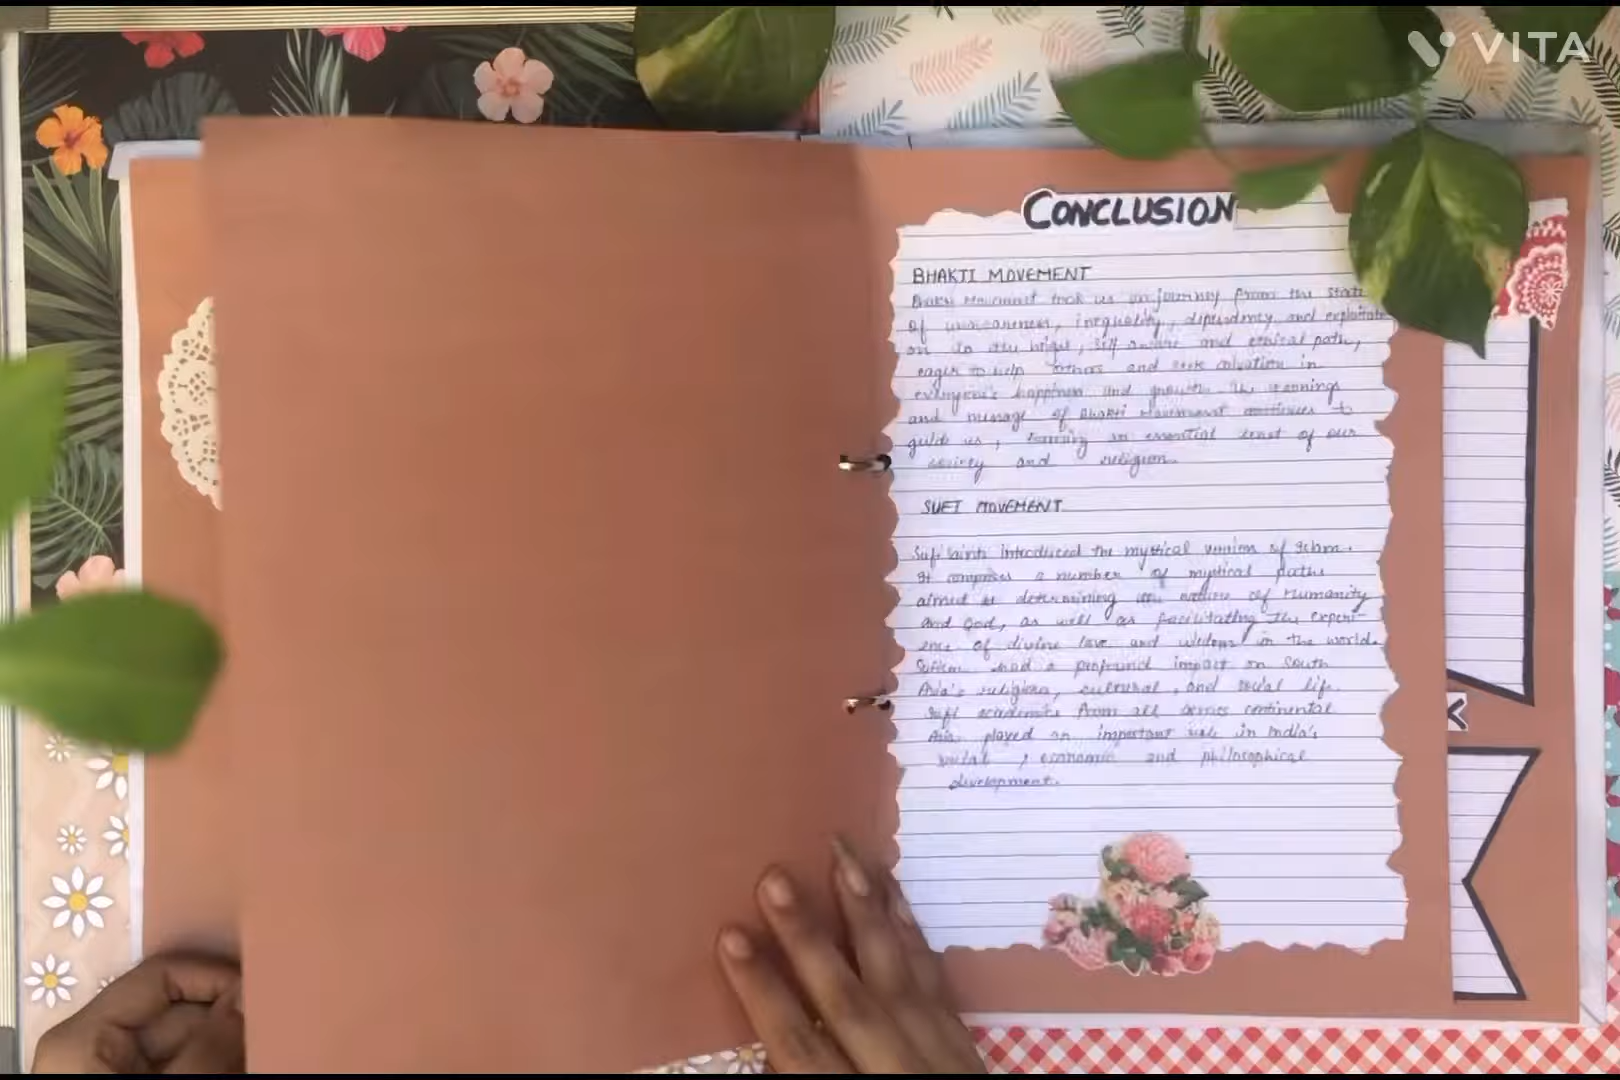 VITA
CONCLUSION
BHAKTI MOVEMENT
Bhakti Movement took us on journey from the state
of unawareness, inequality, dependency, and exploitati
on to the bright, self aware and ethical path,
eager to help others and seek salvation in
everyone's happiness and growth. The
and message of Bhakti Movement continues to
guide us, an essential tenet of our
society and religion.
SUFI MOVEMENT
Sufi saints introduced the mystical version of Islam.
It comprises a number of mystical paths
aimed at determining the nature of Humanity
and God, as well as facilitating the experi-
ence of divine love and wisdom in the world.
Sufism had a profound impact on South
Asia's religious, cultural, and social life.
Sufi academics from all across continental
Asia played an important role in India's
social, economic and philosophical
development.